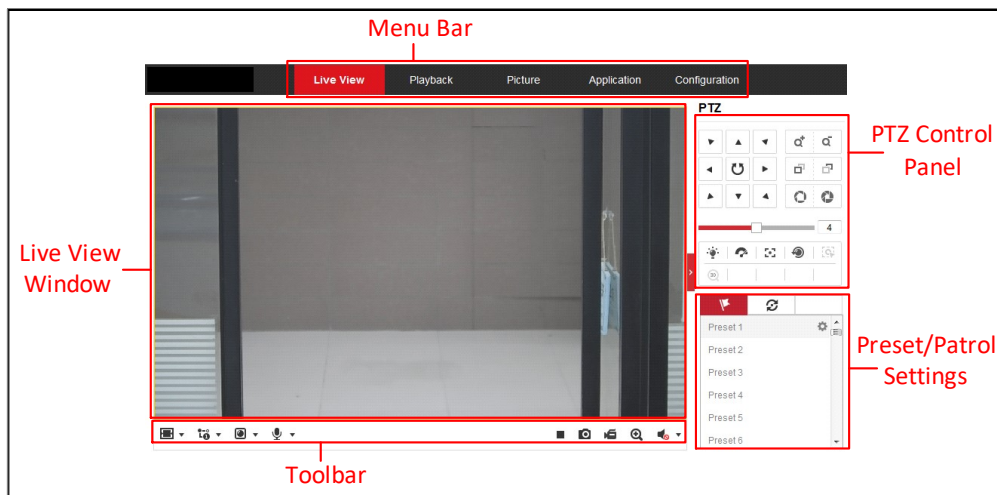 Menu Bar
Live View Playback Picture Application Configuration
PTZ
PTZ Control
Panel
4
Live View
Window
Preset 1
Preset 2
Preset 3
Preset 4
Preset 5
Preset 6
Preset/Patrol
Settings
Toolbar